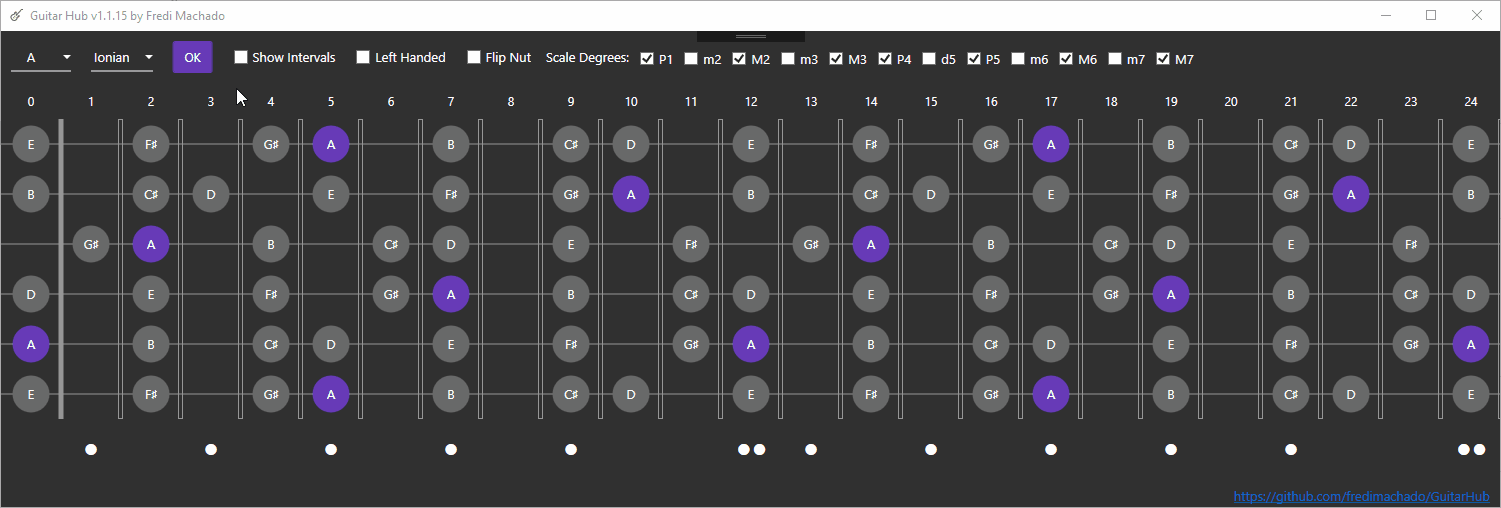 Guitar Hub v1.1.15 by Fredi Machado
A Ionian OK Show Intervals Left Handed Flip Nut Scale Degrees: P1 m2 M2 m3 M3 P4 d5 P5 m6 M6 m7 M7
0 1 2 3 4 5 6 7 8 9 10 11 12 13 14 15 16 17 18 19 20 21 22 23 24
E F♯ G♯ A B C♯ D E F♯ G♯ A B C♯ D E
B C♯ D E F♯ G♯ A B C♯ D E F♯ G♯ A B
G♯ A B C♯ D E F♯ G♯ A B C♯ D E F♯
D E F♯ G♯ A B C♯ D E F♯ G♯ A B C♯ D
A B C♯ D E F♯ G♯ A B C♯ D E F♯ G♯ A
E F♯ G♯ A B C♯ D E F♯ G♯ A B C♯ D E
https://github.com/fredimachado/GuitarHub